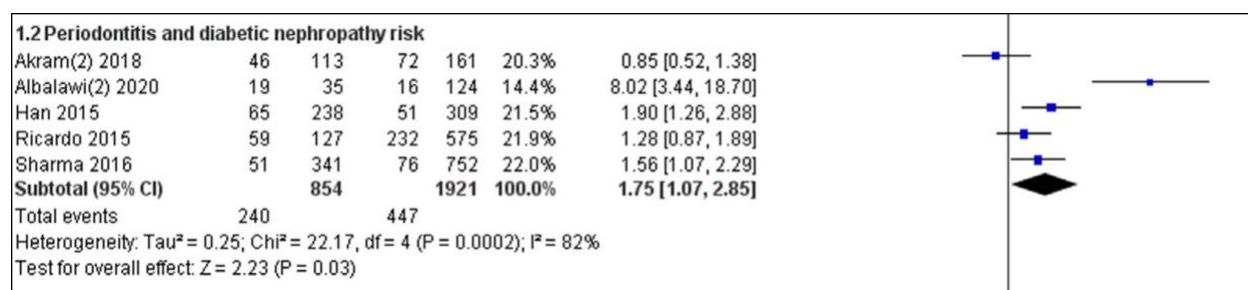 1.2 Periodontitis and diabetic nephropathy risk
Akram(2) 2018 46 113 72 161 20.3% 0.85 [0.52, 1.38]
Albalawi(2) 2020 19 35 16 124 14.4% 8.02 [3.44, 18.70]
Han 2015 65 238 51 309 21.5% 1.90 [1.26, 2.88]
Ricardo 2015 59 127 232 575 21.9% 1.28 [0.87, 1.89]
Sharma 2016 51 341 76 752 22.0% 1.56 [1.07, 2.29]
Subtotal (95% CI) 854 1921 100.0% 1.75 [1.07, 2.85]
Total events 240 447
Heterogeneity: Tau² = 0.25; Chi² = 22.17, df = 4 (P = 0.0002); I² = 82%
Test for overall effect: Z = 2.23 (P = 0.03)